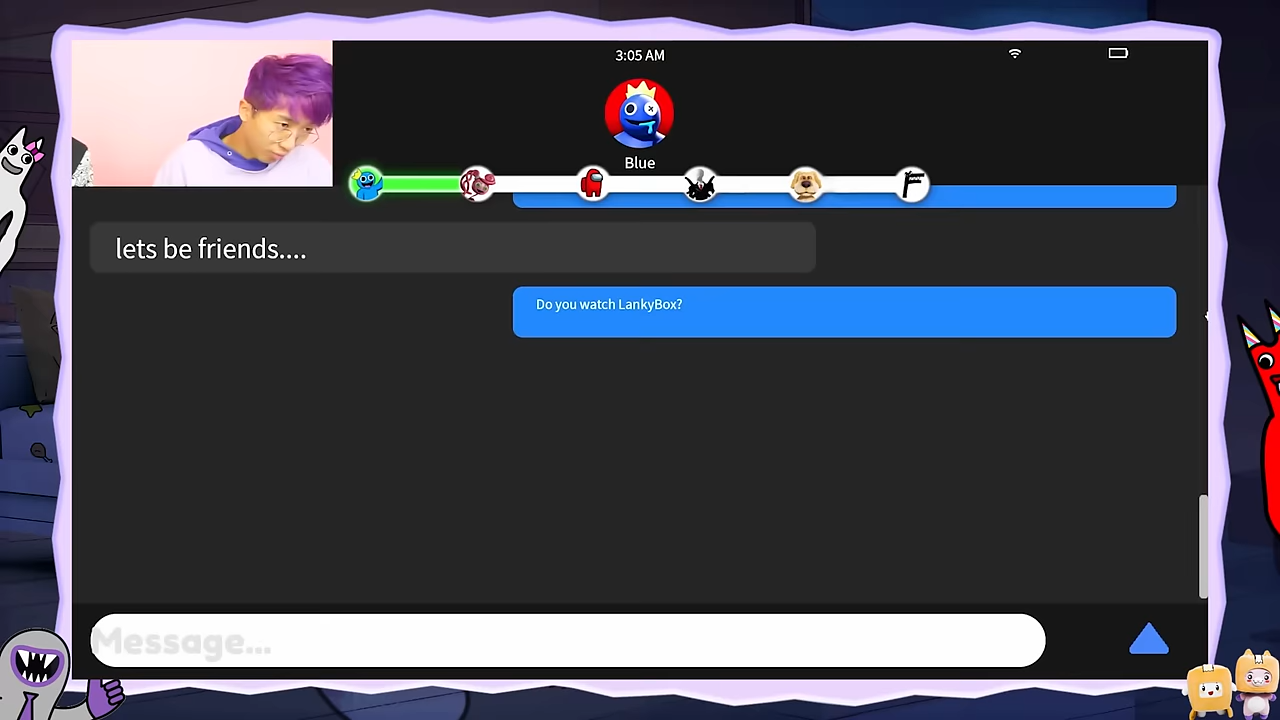 3:05 AM
Blue
lets be friends....
Do you watch LankyBox?
Message...